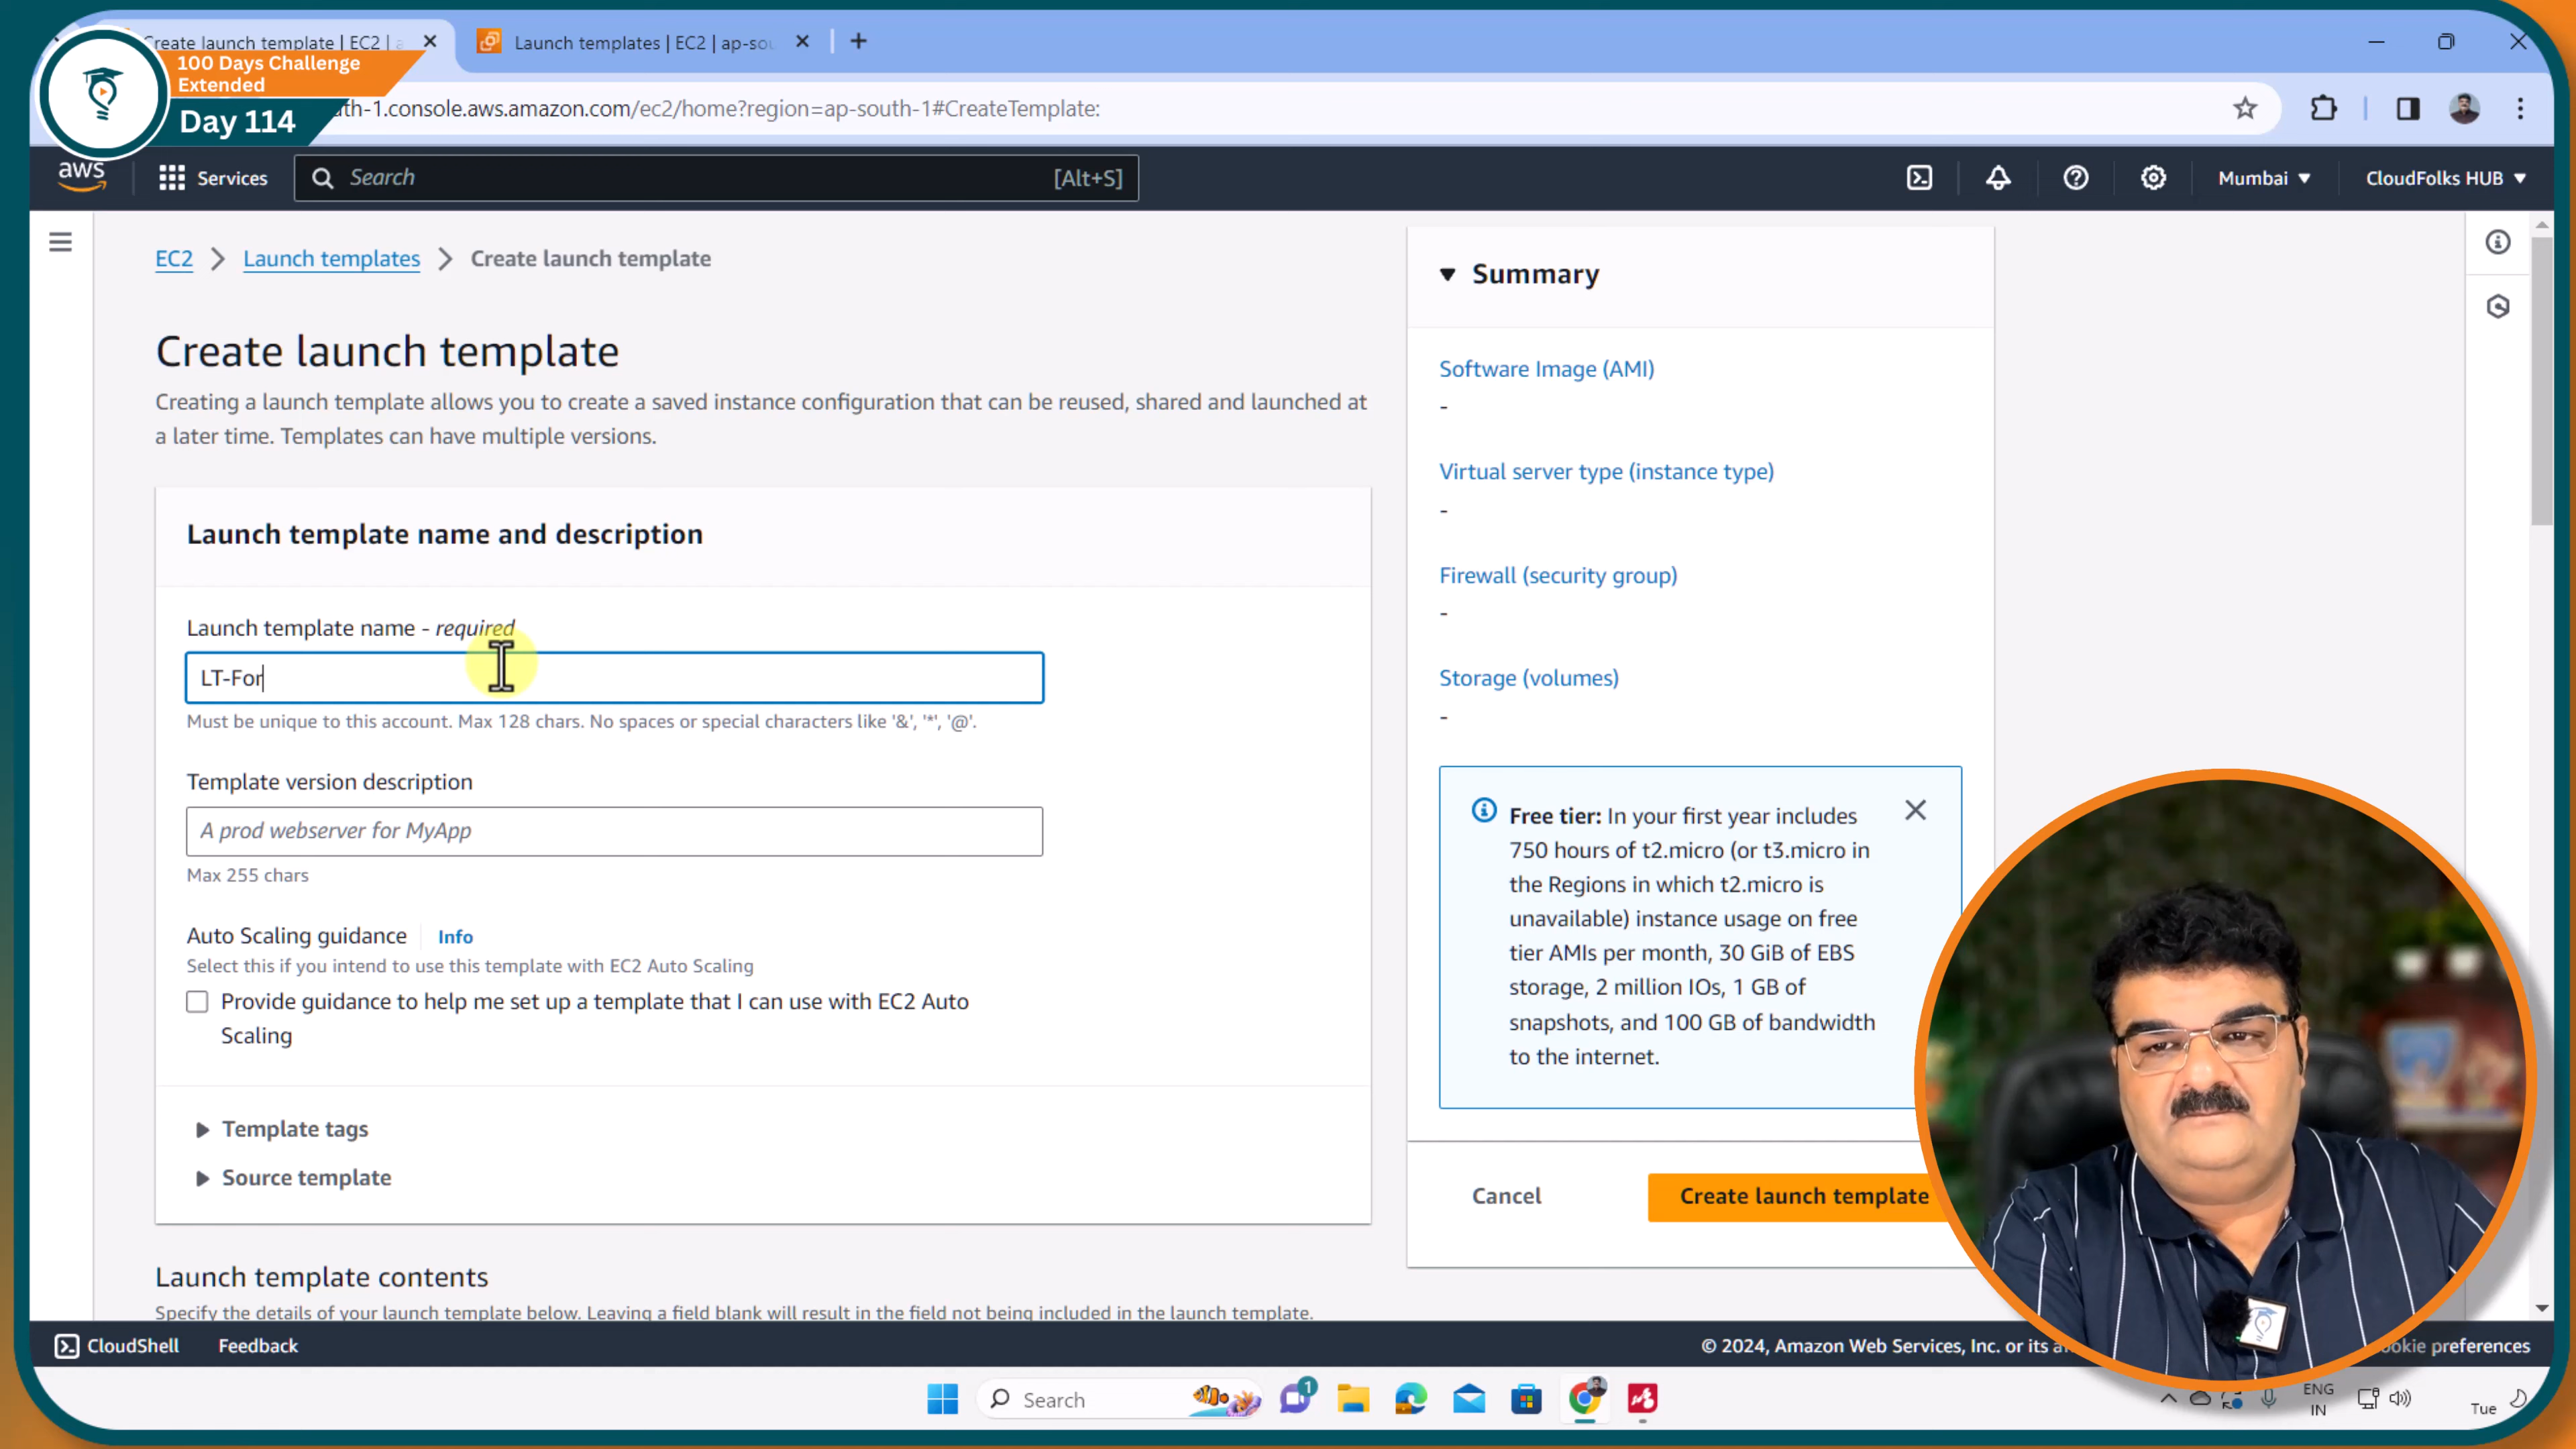 Create launch template | EC2 | a
Launch templates | EC2 | ap-sou
100 Days Challenge
Extended
Day 114
th-1.console.aws.amazon.com/ec2/home?region=ap-south-1#CreateTemplate:
aws
Services
Search
[Alt+S]
Mumbai
CloudFolks HUB
EC2
Launch templates
Create launch template
Create launch template
Creating a launch template allows you to create a saved instance configuration that can be reused, shared and launched at
a later time. Templates can have multiple versions.
Launch template name and description
Launch template name - required
LT-For
Must be unique to this account. Max 128 chars. No spaces or special characters like '&', '*', '@'.
Template version description
A prod webserver for MyApp
Max 255 chars
Auto Scaling guidance
Info
Select this if you intend to use this template with EC2 Auto Scaling
Provide guidance to help me set up a template that I can use with EC2 Auto
Scaling
Template tags
Source template
Launch template contents
Specify the details of your launch template below. Leaving a field blank will result in the field not being included in the launch template.
Summary
Software Image (AMI)
-
Virtual server type (instance type)
-
Firewall (security group)
-
Storage (volumes)
-
Free tier: In your first year includes
750 hours of t2.micro (or t3.micro in
the Regions in which t2.micro is
unavailable) instance usage on free
tier AMIs per month, 30 GiB of EBS
storage, 2 million IOs, 1 GB of
snapshots, and 100 GB of bandwidth
to the internet.
Cancel
Create launch template
CloudShell
Feedback
© 2024, Amazon Web Services, Inc. or its a
ookie preferences
Search
1
ENG
IN
Tue